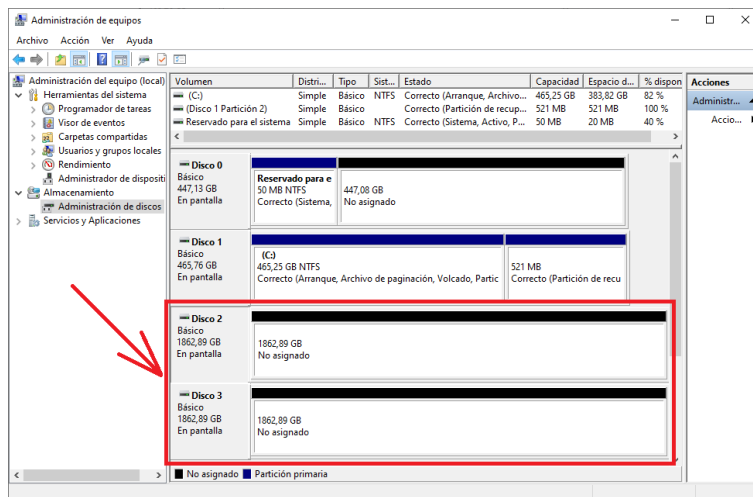 Administración de equipos
Archivo Acción Ver Ayuda
Administración del equipo (local)
Herramientas del sistema
Programador de tareas
Visor de eventos
Carpetas compartidas
Usuarios y grupos locales
Rendimiento
Administrador de dispositi
Almacenamiento
Administración de discos
Servicios y Aplicaciones
Volumen Distri... Tipo Sist... Estado Capacidad Espacio d... % dispon
(C:) Simple Básico NTFS Correcto (Arranque, Archivo... 465,25 GB 383,82 GB 82 %
(Disco 1 Partición 2) Simple Básico Correcto (Partición de recup... 521 MB 521 MB 100 %
Reservado para el sistema Simple Básico NTFS Correcto (Sistema, Activo, P... 50 MB 20 MB 40 %
Disco 0
Básico
447,13 GB
En pantalla
Reservado para e
50 MB NTFS
Correcto (Sistema,
447,08 GB
No asignado
Disco 1
Básico
465,76 GB
En pantalla
(C:)
465,25 GB NTFS
Correcto (Arranque, Archivo de paginación, Volcado, Partic
521 MB
Correcto (Partición de recu
Disco 2
Básico
1862,89 GB
En pantalla
1862,89 GB
No asignado
Disco 3
Básico
1862,89 GB
En pantalla
1862,89 GB
No asignado
No asignado Partición primaria
Acciones
Administr...
Accio...